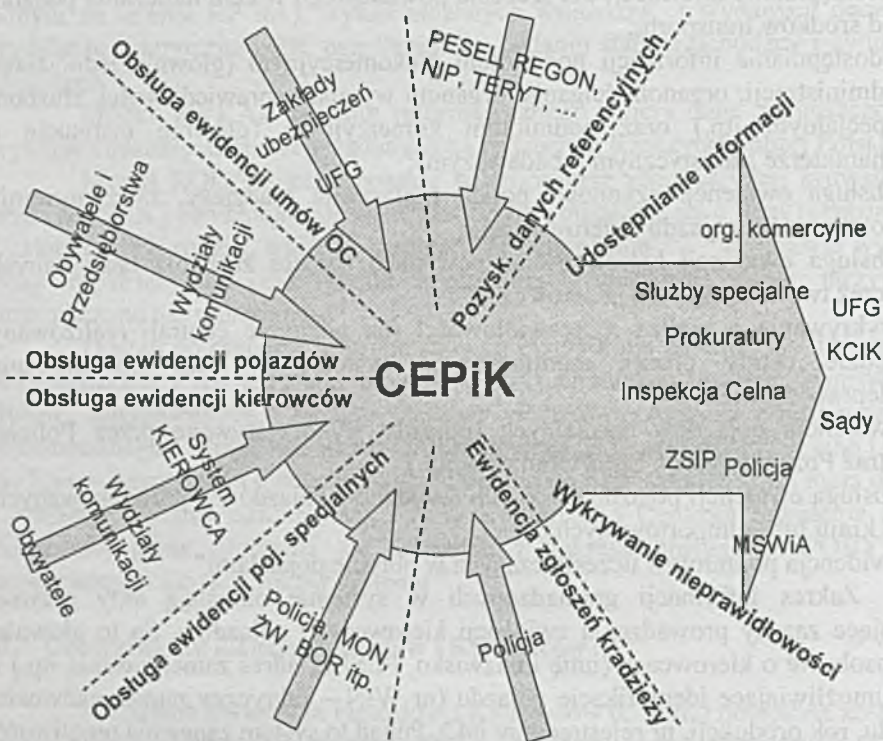 Obsługa ewidencji umów OC
Zakłady
ubezpieczeń
UFG
PESEL, REGON,
NIP, TERYT, ...
Pozysk. danych referencyjnych
Udostępnianie informacji
org. komercyjne
Obywatele i
Przedsiębiorstwa
Wydziały
komunikacji
Służby specjalne
UFG
Prokuratury
KCIK
Obsługa ewidencji pojazdów
CEPiK
Obsługa ewidencji kierowców
Inspekcja Celna
Sądy
System
KIEROWCA
Wydziały
komunikacji
Obywatele
ZSIP
Policja
MSWiA
Obsługa ewidencji poj. specjalnych
Policja, MON,
ŻW, BOR itp.
Policja
Ewidencja zgłoszeń kradzieży
Wykrywanie nieprawidłowości